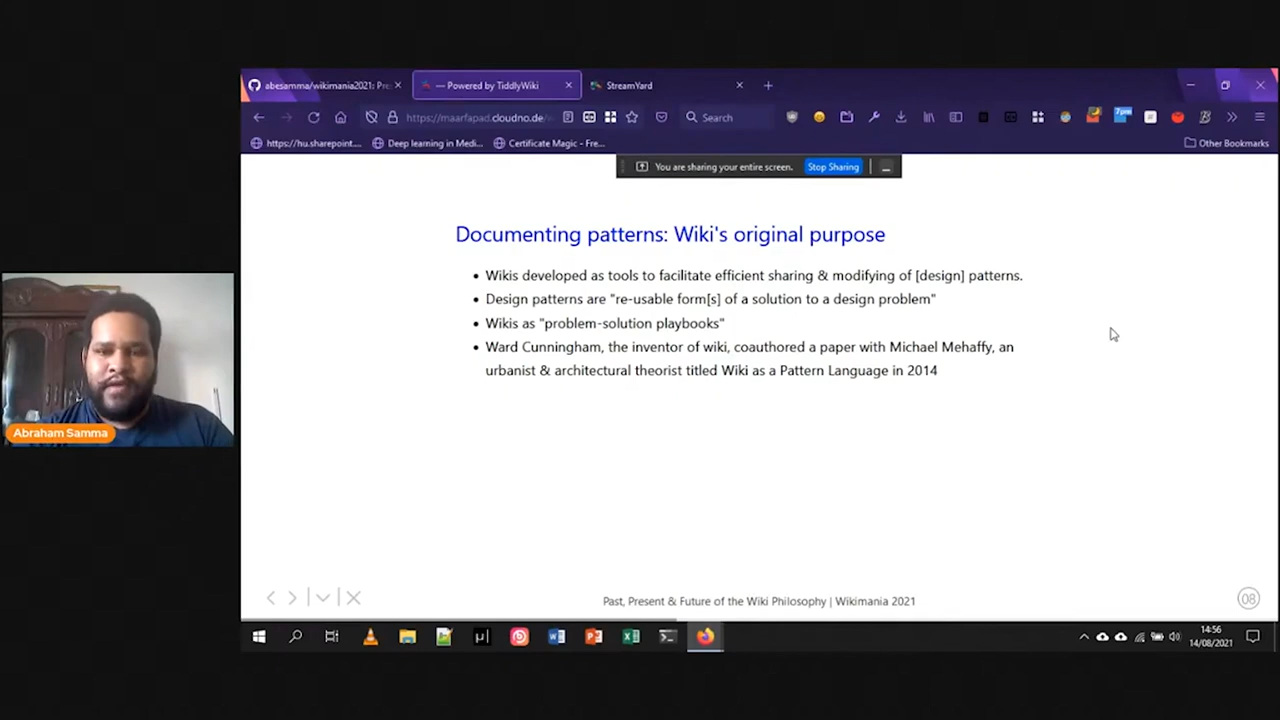 abesamma/wikimania2021: Pre
— Powered by TiddlyWiki
StreamYard
https://maarfapad.cloudno.de/
Search
7pm
https://hu.sharepoint....
Deep learning in Medi...
Certificate Magic - Fre...
Other Bookmarks
You are sharing your entire screen.
Stop Sharing
Documenting patterns: Wiki's original purpose
Wikis developed as tools to facilitate efficient sharing & modifying of [design] patterns.
Design patterns are "re-usable form[s] of a solution to a design problem"
Wikis as "problem-solution playbooks"
Ward Cunningham, the inventor of wiki, coauthored a paper with Michael Mehaffy, an
urbanist & architectural theorist titled Wiki as a Pattern Language in 2014
Abraham Samma
Past, Present & Future of the Wiki Philosophy | Wikimania 2021
08
14:56
14/08/2021